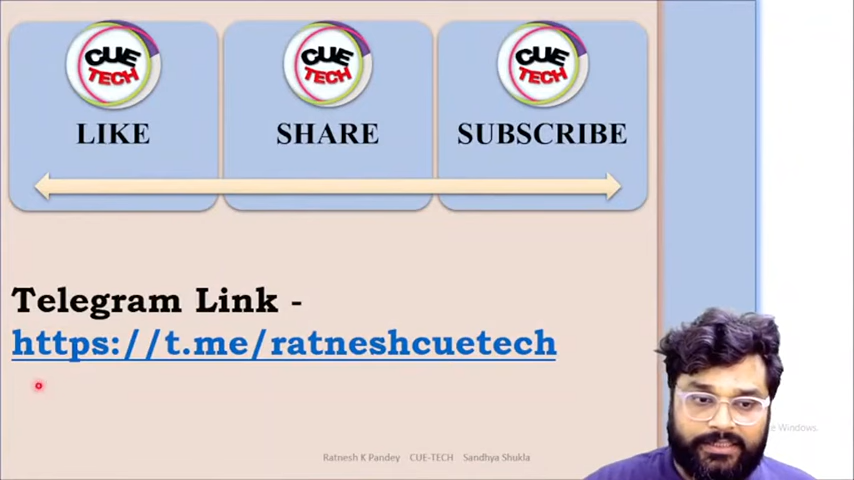 CUE TECH CUE TECH CUE TECH
LIKE SHARE SUBSCRIBE
Telegram Link -
https://t.me/ratneshcuetech
Ratnesh K Pandey CUE-TECH Sandhya Shukla
Windows.